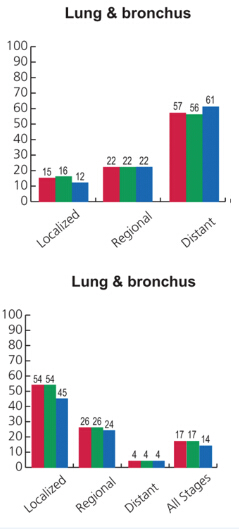 Lung & bronchus
100
90
80
70
60
50
40
30
20
10
0
15 16 12
22 22 22
57 56 61
Localized Regional Distant
Lung & bronchus
100
90
80
70
60
50
40
30
20
10
0
54 54 45
26 26 24
4 4 4
17 17 14
Localized Regional Distant All Stages